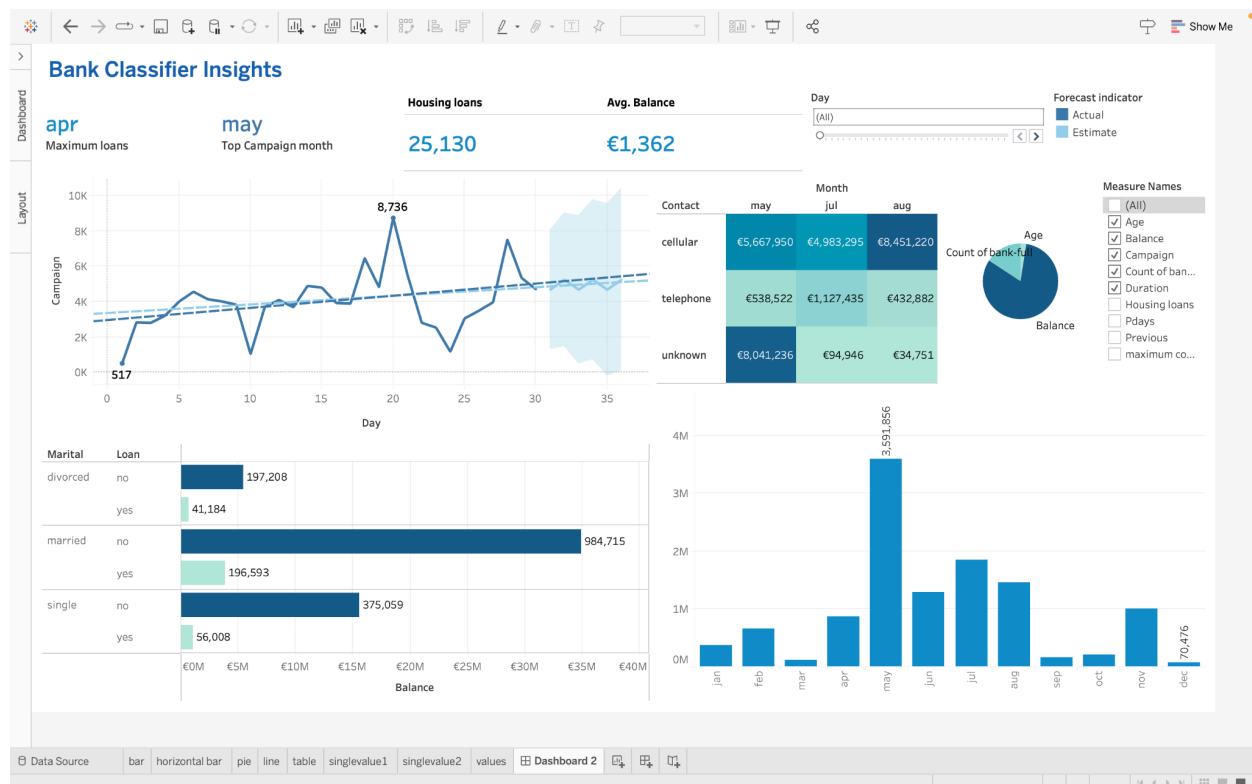 Show Me
Dashboard
Layout
Bank Classifier Insights
apr
Maximum loans
may
Top Campaign month
Housing loans
25,130
Avg. Balance
€1,362
Day
(All)
Forecast indicator
Actual
Estimate
Campaign
10K
8K
6K
4K
2K
0K
8,736
517
0 5 10 15 20 25 30 35
Day
Month
Contact may jul aug
cellular €5,667,950 €4,983,295 €8,451,220
telephone €538,522 €1,127,435 €432,882
unknown €8,041,236 €94,946 €34,751
Age
Count of bank-full
Balance
Measure Names
(All)
Age
Balance
Campaign
Count of ban...
Duration
Housing loans
Pdays
Previous
maximum co...
Marital Loan
divorced no 197,208
yes 41,184
married no 984,715
yes 196,593
single no 375,059
yes 56,008
€0M €5M €10M €15M €20M €25M €30M €35M €40M
Balance
4M
3M
2M
1M
0M
3,591,856
70,476
jan feb mar apr may jun jul aug sep oct nov dec
Data Source bar horizontal bar pie line table singlevalue1 singlevalue2 values Dashboard 2